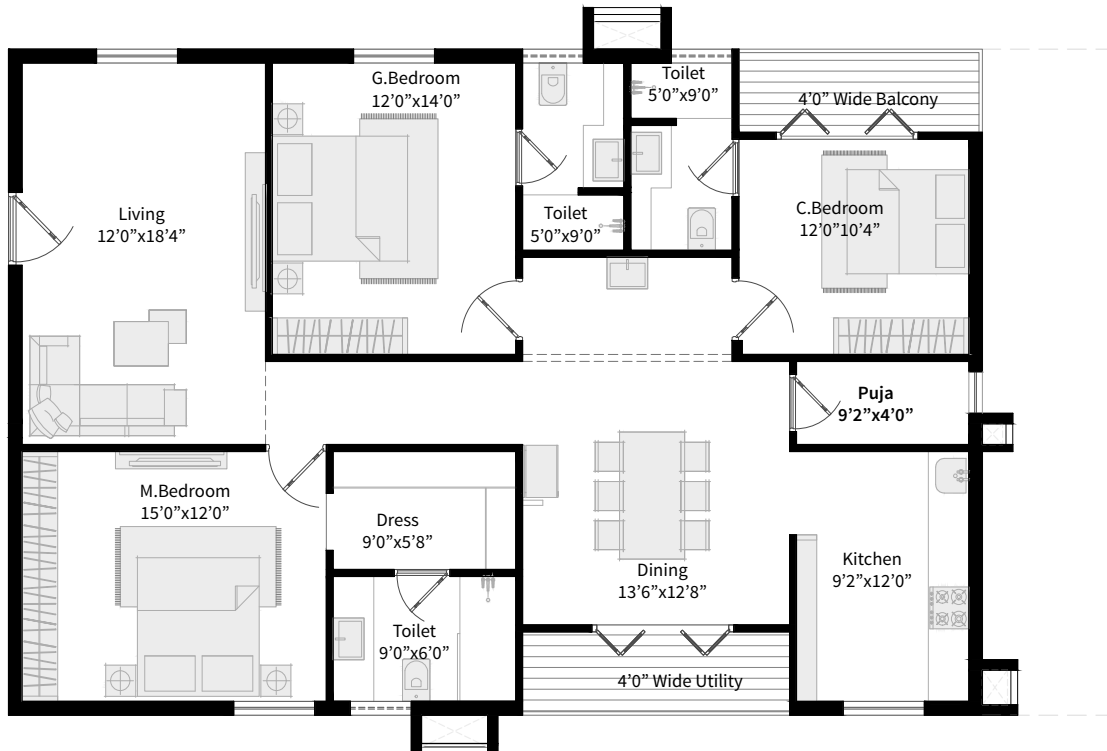 G.Bedroom
12'0"x14'0"
Toilet
5'0"x9'0"
4'0" Wide Balcony
Living
12'0"x18'4"
Toilet
5'0"x9'0"
C.Bedroom
12'0"10'4"
Puja
9'2"x4'0"
M.Bedroom
15'0"x12'0"
Dress
9'0"x5'8"
Dining
13'6"x12'8"
Kitchen
9'2"x12'0"
Toilet
9'0"x6'0"
4'0" Wide Utility